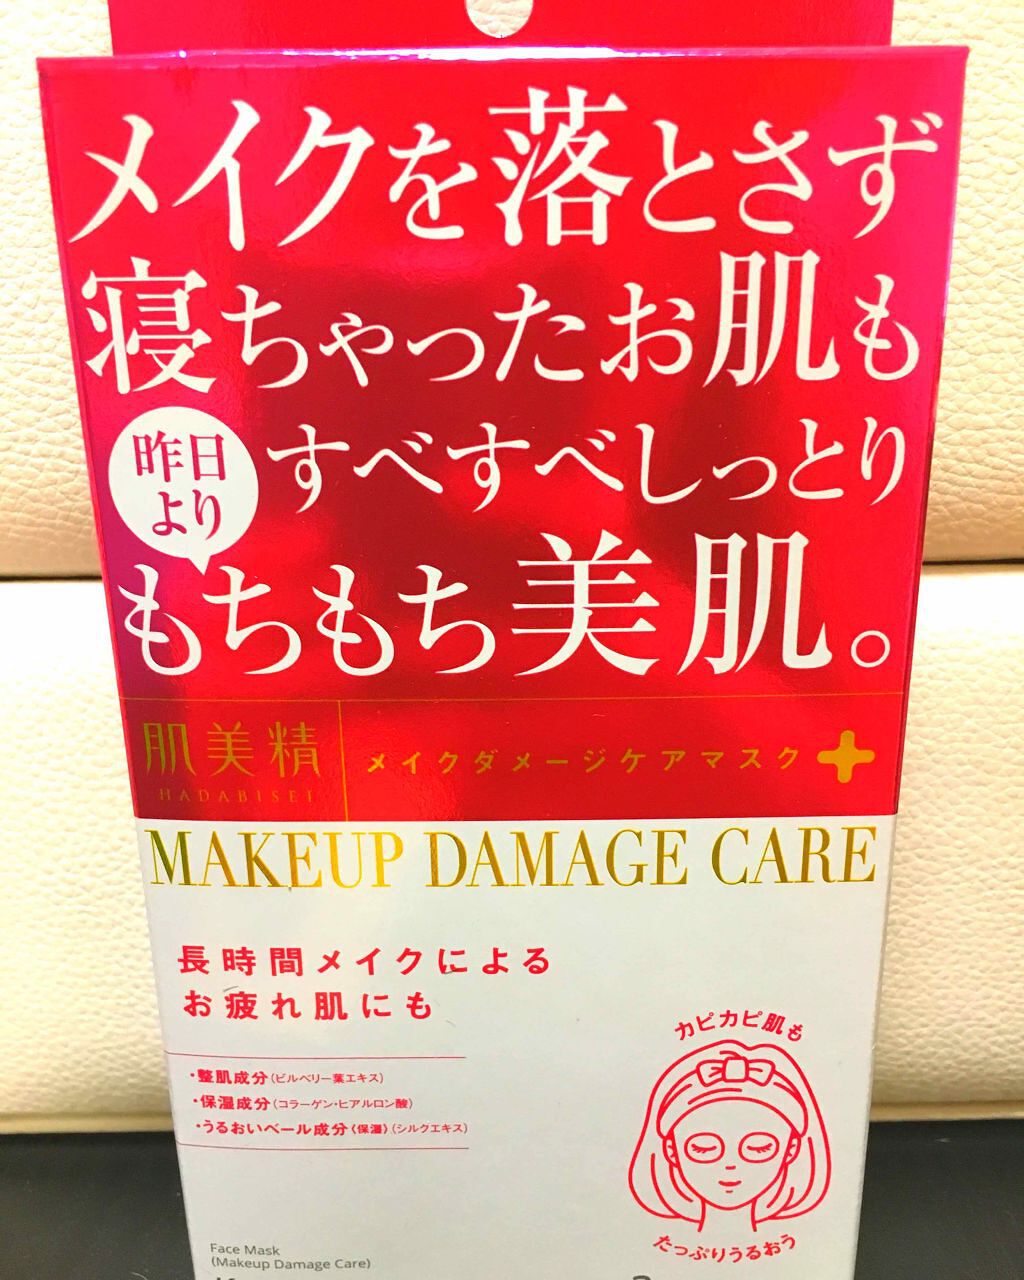 メイクを落とさず
寝ちゃったお肌も
昨日
より
すべすべしっとり
もちもち美肌。
肌美精
HADABISEI
メイクダメージケアマスク
MAKEUP DAMAGE CARE
長時間メイクによる
お疲れ肌にも
・整肌成分(ビルベリー葉エキス)
・保湿成分(コラーゲン・ヒアルロン酸)
・うるおいベール成分〈保湿〉(シルクエキス)
カピカピ肌も
たっぷりうるおう
Face Mask
(Makeup Damage Care)